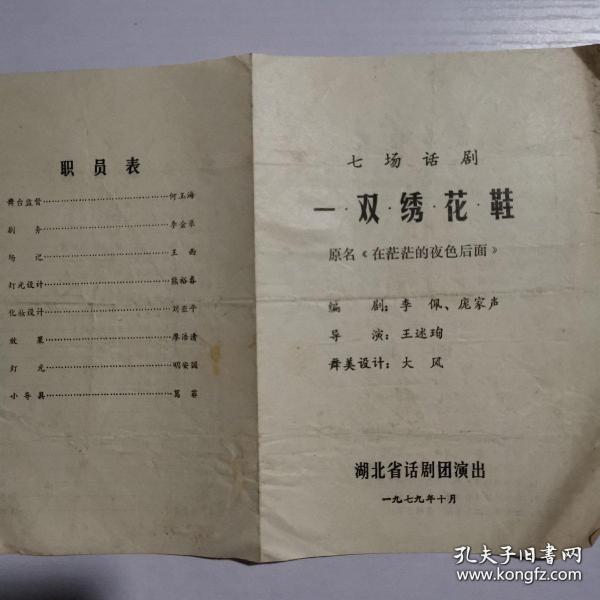 职员表
舞台监督……………………何玉海
剧务……………………李金荣
场记……………………王西
灯光设计……………………熊裕春
化妆设计……………………刘亚平
效果……………………廖浩清
灯光……………………明安国
小导具……………………葛蓉
七场话剧
一·双·绣·花·鞋
原名《在茫茫的夜色后面》
编剧：李佩、庞家声
导演：王述珣
舞美设计：大风
湖北省话剧团演出
一九七九年十月
孔夫子旧书网
www.kongfz.com